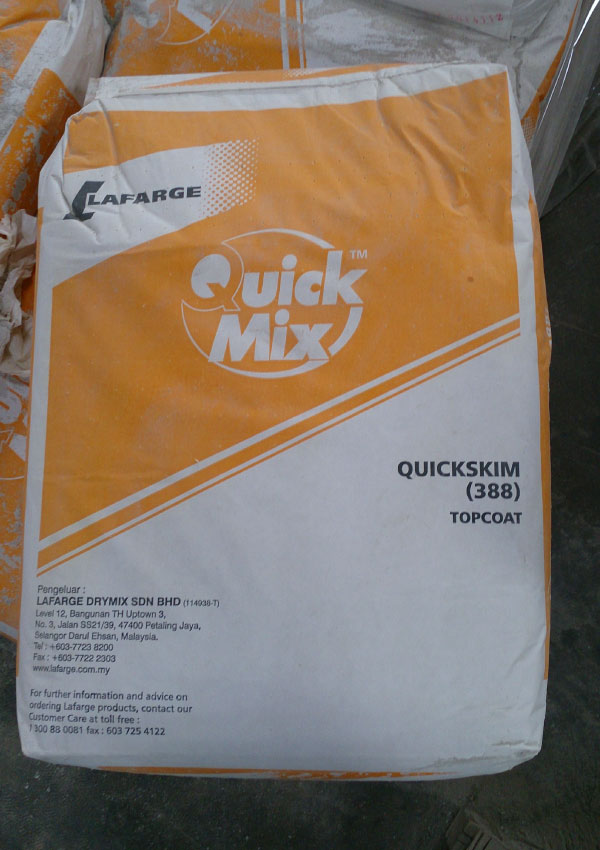 LAFARGE
Quick
Mix
™
QUICKSKIM
(388)
TOPCOAT
Pengeluar :
LAFARGE DRYMIX SDN BHD (114938-T)
Level 12, Bangunan TH Uptown 3,
No. 3, Jalan SS21/39, 47400 Petaling Jaya,
Selangor Darul Ehsan, Malaysia.
Tel : +603-7723 8200
Fax : +603-7722 2303
www.lafarge.com.my
For further information and advice on
ordering Lafarge products, contact our
Customer Care at toll free :
1300 88 0081 fax : 603 725 4122